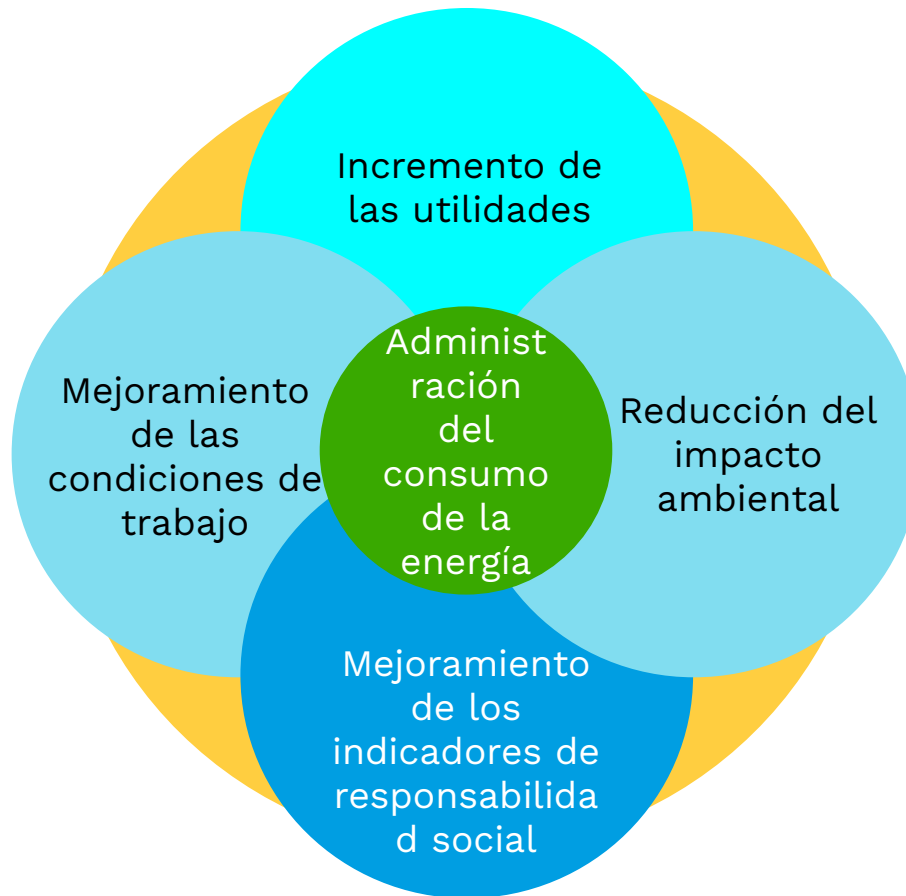 Incremento de
las utilidades
Mejoramiento
de las
condiciones de
trabajo
Administ
ración
del
consumo
de la
energía
Reducción del
impacto
ambiental
Mejoramiento
de los
indicadores de
responsabilida
d social